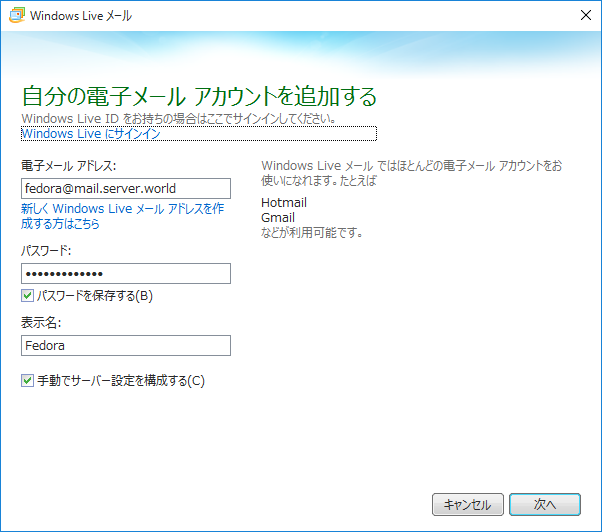 Windows Live メール
自分の電子メール アカウントを追加する
Windows Live ID をお持ちの場合はここでサインインしてください。
Windows Live にサインイン
電子メール アドレス:
fedora@mail.server.world
新しく Windows Live メール アドレスを作
成する方はこちら
パスワード:
•••••••••••••
パスワードを保存する(B)
表示名:
Fedora
手動でサーバー設定を構成する(C)
Windows Live メール ではほとんどの電子メール アカウントをお
使いになれます。たとえば
Hotmail
Gmail
などが利用可能です。
キャンセル
次へ